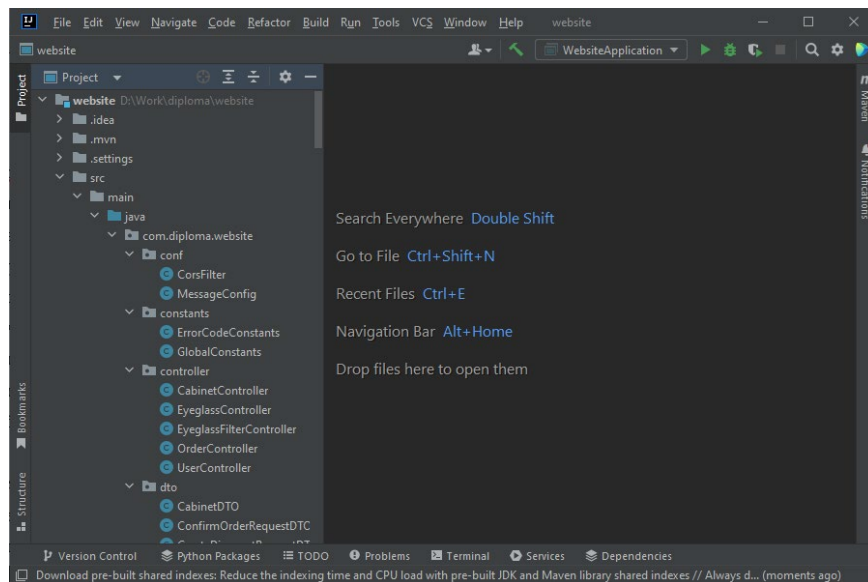 File Edit View Navigate Code Refactor Build Run Tools VCS Window Help website
website
WebsiteApplication
Project
Project
website D:\Work\diploma\website
.idea
.mvn
.settings
src
main
java
com.diploma.website
conf
CorsFilter
MessageConfig
constants
ErrorCodeConstants
GlobalConstants
controller
CabinetController
EyeglassController
EyeglassFilterController
OrderController
UserController
dto
CabinetDTO
ConfirmOrderRequestDTC
Bookmarks
Structure
Search Everywhere Double Shift
Go to File Ctrl+Shift+N
Recent Files Ctrl+E
Navigation Bar Alt+Home
Drop files here to open them
m
Maven
Notifications
Version Control Python Packages TODO Problems Terminal Services Dependencies
Download pre-built shared indexes: Reduce the indexing time and CPU load with pre-built JDK and Maven library shared indexes // Always d... (moments ago)